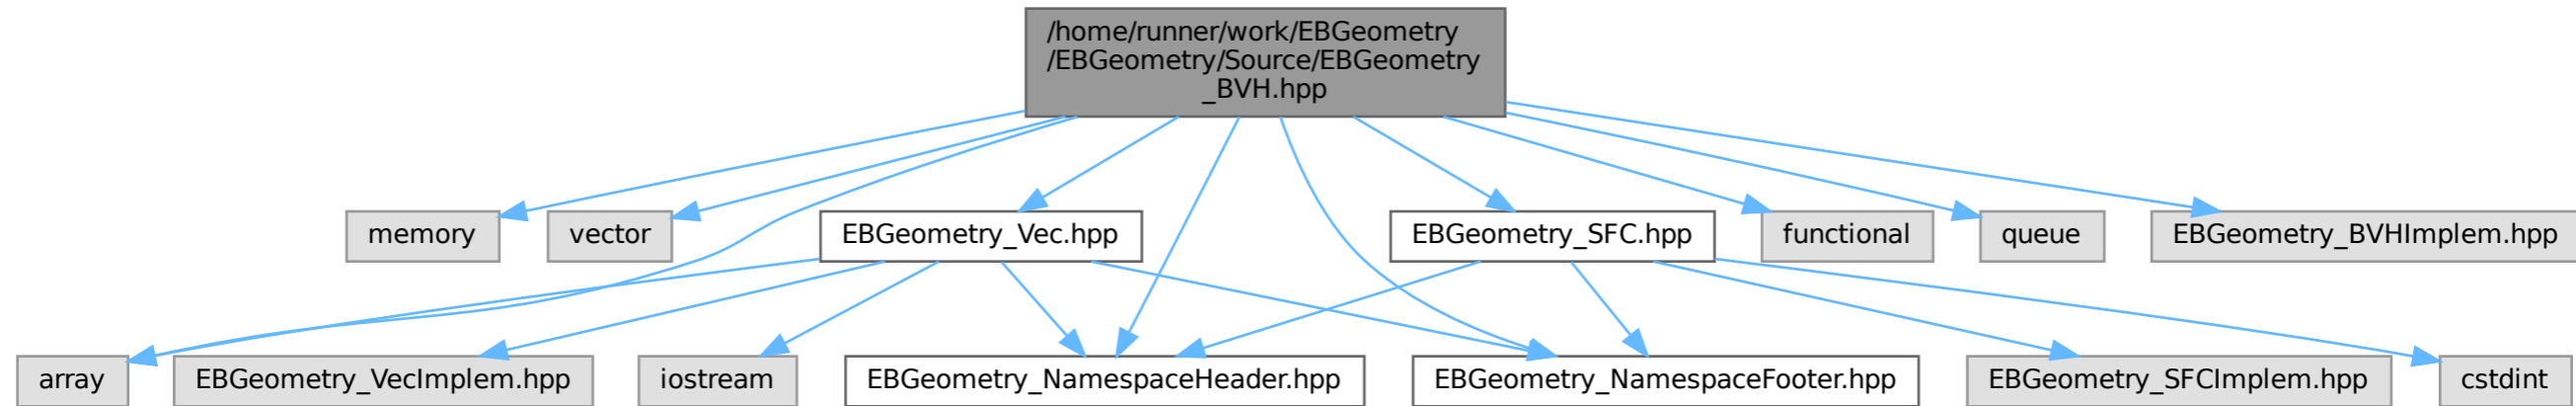 /home/runner/work/EBGeometry
/EBGeometry/Source/EBGeometry
_BVH.hpp
memory
vector
EBGeometry_Vec.hpp
EBGeometry_SFC.hpp
functional
queue
EBGeometry_BVHImplem.hpp
array
EBGeometry_VecImplem.hpp
iostream
EBGeometry_NamespaceHeader.hpp
EBGeometry_NamespaceFooter.hpp
EBGeometry_SFCImplem.hpp
cstdint